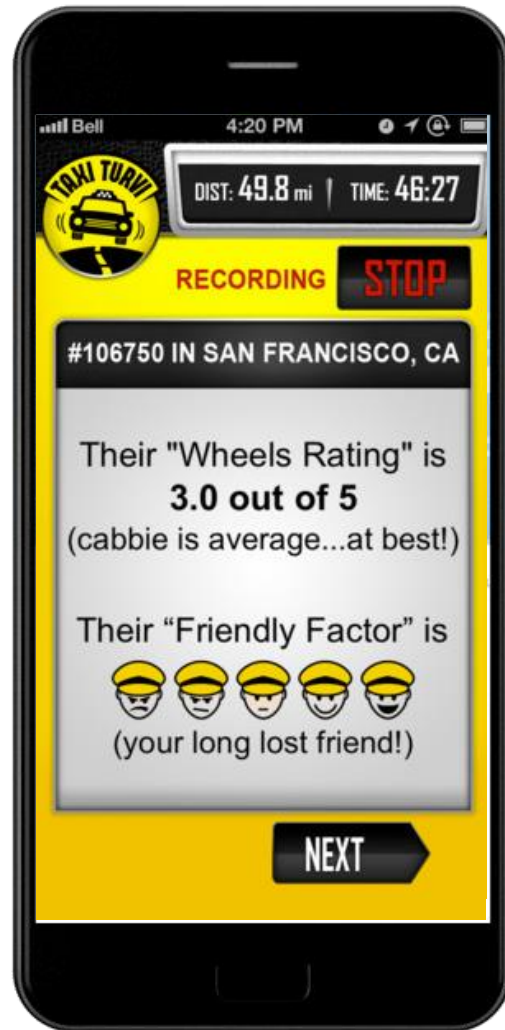 Bell 4:20 PM
TAXI TURVI
DIST: 49.8 mi TIME: 46:27
RECORDING STOP
#106750 IN SAN FRANCISCO, CA
Their "Wheels Rating" is
3.0 out of 5
(cabbie is average...at best!)
Their “Friendly Factor” is
(your long lost friend!)
NEXT